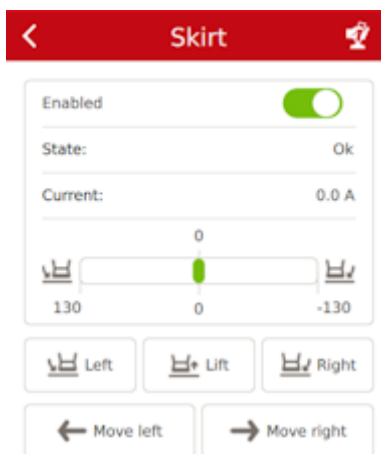 Skirt
Enabled
State: Ok
Current: 0.0 A
0
130 0 -130
Left Lift Right
Move left Move right